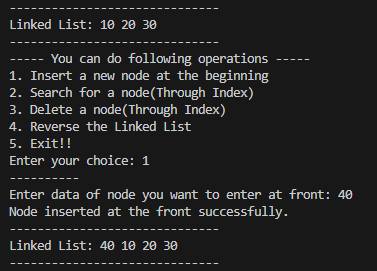 ------------------------------
Linked List: 10 20 30
------------------------------
----- You can do following operations -----
1. Insert a new node at the beginning
2. Search for a node(Through Index)
3. Delete a node(Through Index)
4. Reverse the Linked List
5. Exit!!
Enter your choice: 1
----------
Enter data of node you want to enter at front: 40
Node inserted at the front successfully.
------------------------------
Linked List: 40 10 20 30
------------------------------